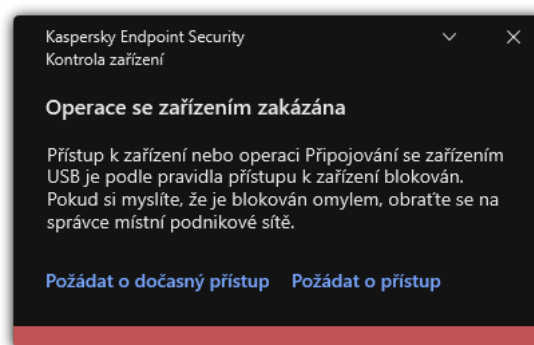 Kaspersky Endpoint Security
Kontrola zařízení
Operace se zařízením zakázána
Přístup k zařízení nebo operaci Připojování se zařízením
USB je podle pravidla přístupu k zařízení blokován.
Pokud si myslíte, že je blokován omylem, obraťte se na
správce místní podnikové sítě.
Požádat o dočasný přístup Požádat o přístup